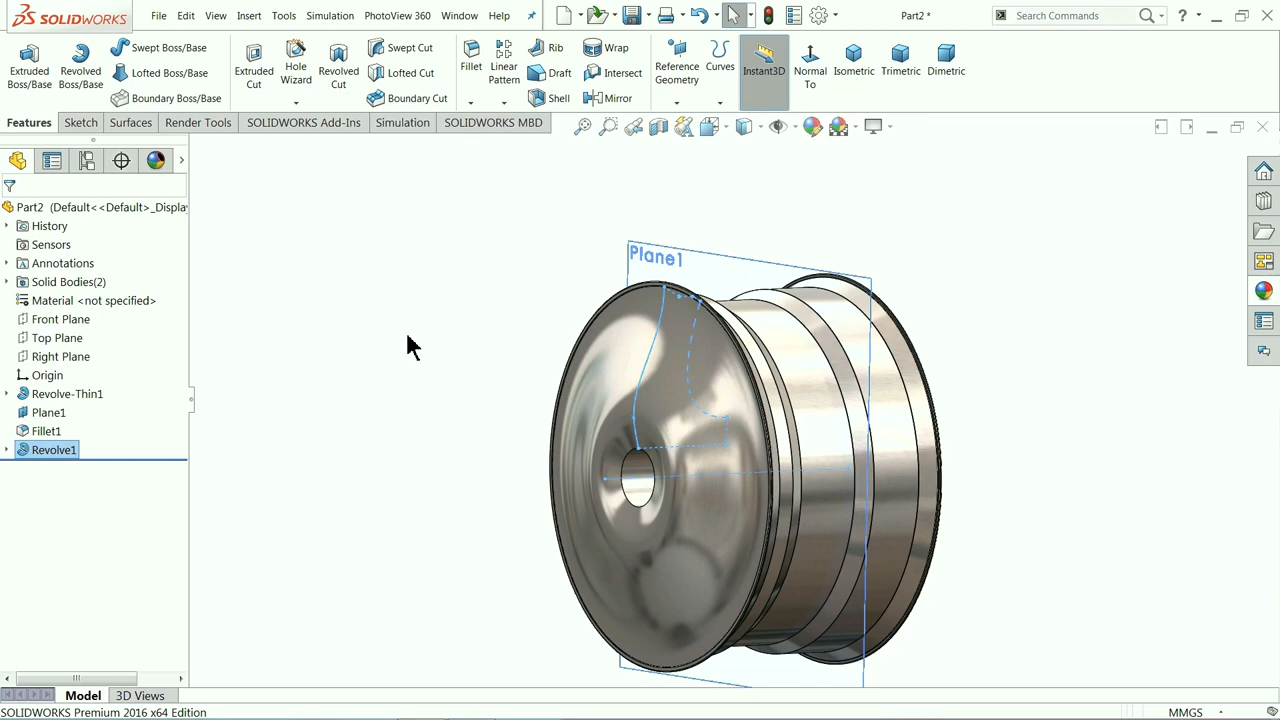 SOLIDWORKS File Edit View Insert Tools Simulation PhotoView 360 Window Help Part2 * Search Commands ?
Extruded Boss/Base
Revolved Boss/Base
Swept Boss/Base
Lofted Boss/Base
Boundary Boss/Base
Extruded Cut
Hole Wizard
Revolved Cut
Swept Cut
Lofted Cut
Boundary Cut
Fillet
Linear Pattern
Rib
Draft
Shell
Wrap
Intersect
Mirror
Reference Geometry
Curves
Instant3D
Normal To
Isometric
Trimetric
Dimetric
Features Sketch Surfaces Render Tools SOLIDWORKS Add-Ins Simulation SOLIDWORKS MBD
Part2 (Default<<Default>_Displa
History
Sensors
Annotations
Solid Bodies(2)
Material <not specified>
Front Plane
Top Plane
Right Plane
Origin
Revolve-Thin1
Plane1
Fillet1
Revolve1
Plane1
Model 3D Views
SOLIDWORKS Premium 2016 x64 Edition MMGS